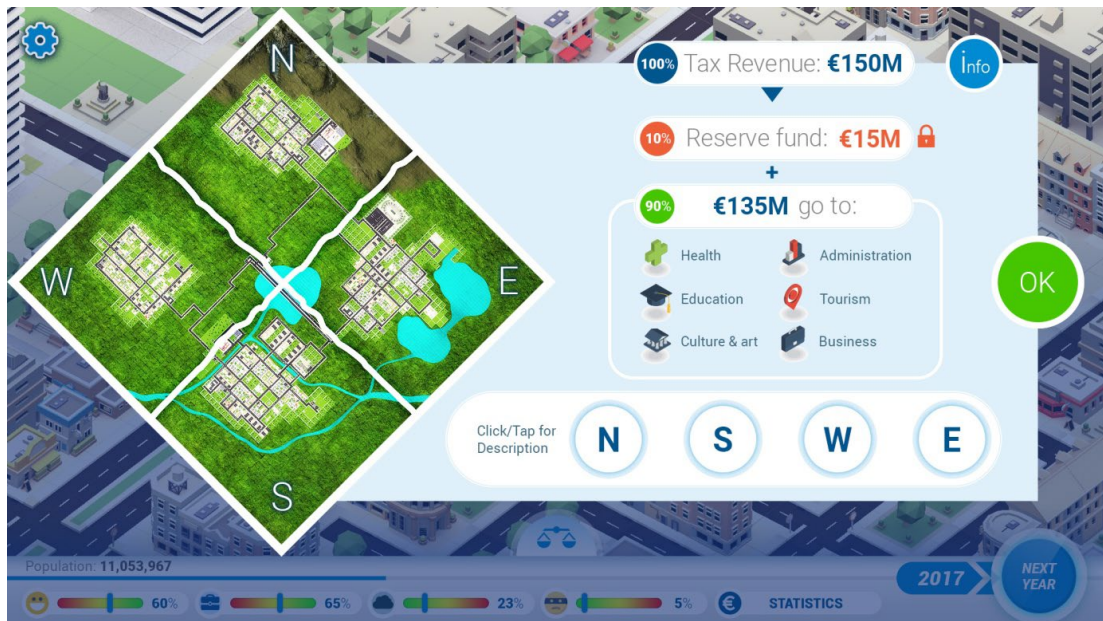 N
W
E
S
100% Tax Revenue: €150M
Info
10% Reserve fund: €15M
+
90% €135M go to:
Health
Administration
Education
Tourism
Culture & art
Business
OK
Click/Tap for
Description
N
S
W
E
Population: 11,053,967
2017
NEXT
YEAR
60%
65%
23%
5%
€
STATISTICS